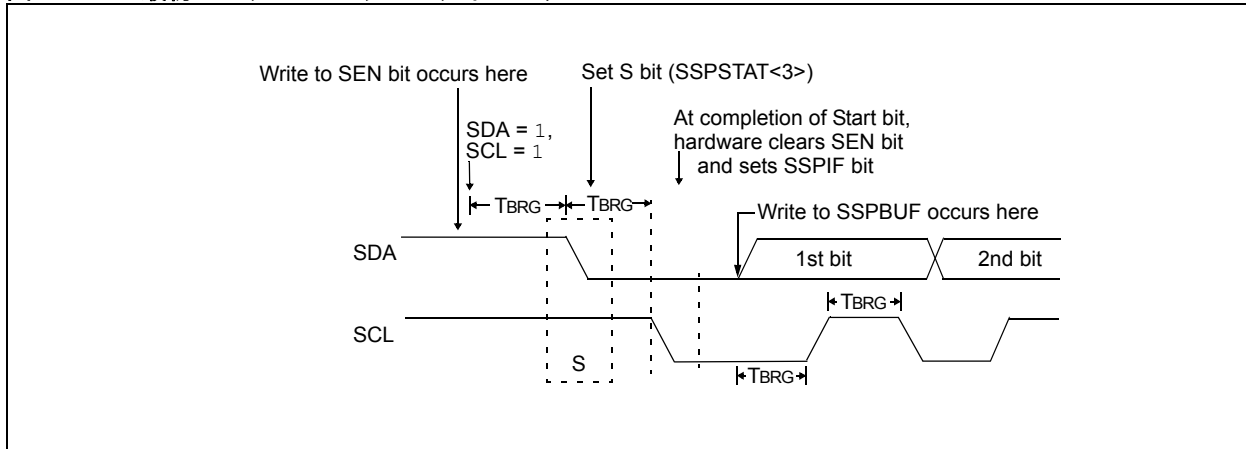 Write to SEN bit occurs here
Set S bit (SSPSTAT<3>)
SDA = 1,
SCL = 1
At completion of Start bit,
hardware clears SEN bit
and sets SSPIF bit
TBRG
TBRG
Write to SSPBUF occurs here
SDA
1st bit
2nd bit
TBRG
SCL
S
TBRG